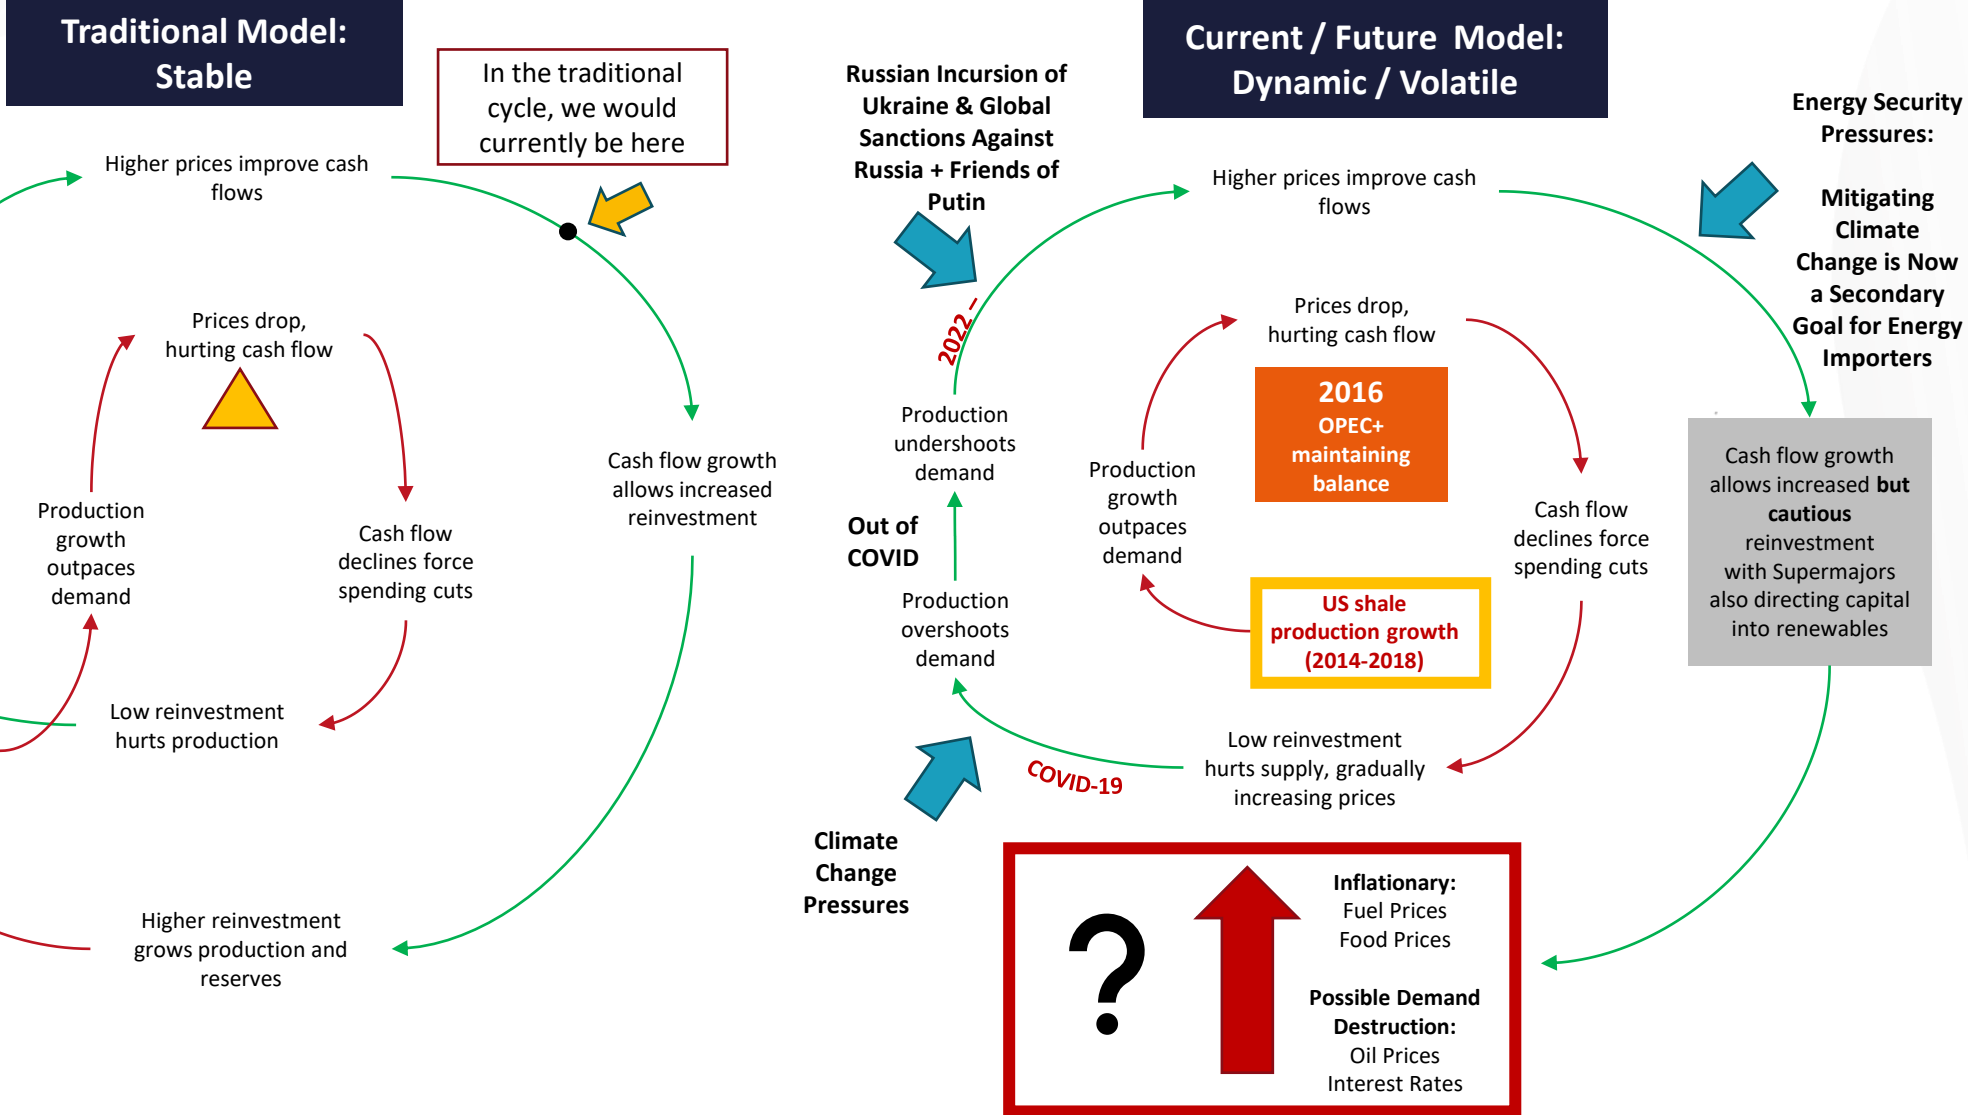 Traditional Model:
Stable
In the traditional
cycle, we would
currently be here
Higher prices improve cash
flows
Prices drop,
hurting cash flow
Production
growth
outpaces
demand
Cash flow
declines force
spending cuts
Cash flow growth
allows increased
reinvestment
Low reinvestment
hurts production
Higher reinvestment
grows production and
reserves
Current / Future Model:
Dynamic / Volatile
Russian Incursion of
Ukraine & Global
Sanctions Against
Russia + Friends of
Putin
Energy Security
Pressures:
Mitigating
Climate
Change is Now
a Secondary
Goal for Energy
Importers
Higher prices improve cash
flows
2022 –
Prices drop,
hurting cash flow
2016
OPEC+
maintaining
balance
Production
undershoots
demand
Production
growth
outpaces
demand
Cash flow
declines force
spending cuts
Cash flow growth
allows increased but
cautious
reinvestment
with Supermajors
also directing capital
into renewables
Out of
COVID
Production
overshoots
demand
US shale
production growth
(2014-2018)
Low reinvestment
hurts supply, gradually
increasing prices
COVID-19
Climate
Change
Pressures
?
Inflationary:
Fuel Prices
Food Prices
Possible Demand
Destruction:
Oil Prices
Interest Rates